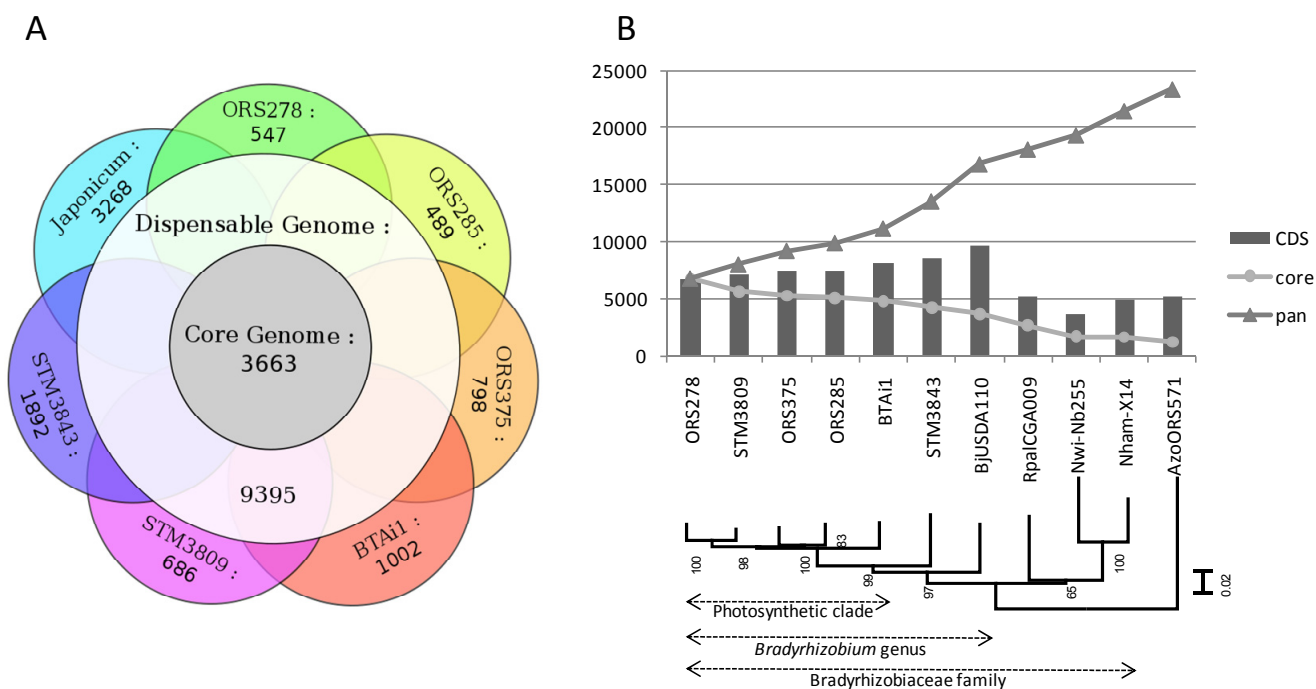 A
ORS278 :
547
Japonicum :
3268
ORS285 :
489
Dispensable Genome :
Core Genome :
3663
STM3843 :
1892
ORS375 :
798
9395
STM3809 :
686
BTAi1 :
1002
B
25000
20000
15000
10000
5000
0
CDS
core
pan
ORS278
STM3809
ORS375
ORS285
BTAi1
STM3843
BjUSDA110
RpalCGA009
Nwi-Nb255
Nham-X14
AzoORS571
100
98
100
83
99
97
65
100
0.02
Photosynthetic clade
Bradyrhizobium genus
Bradyrhizobiaceae family